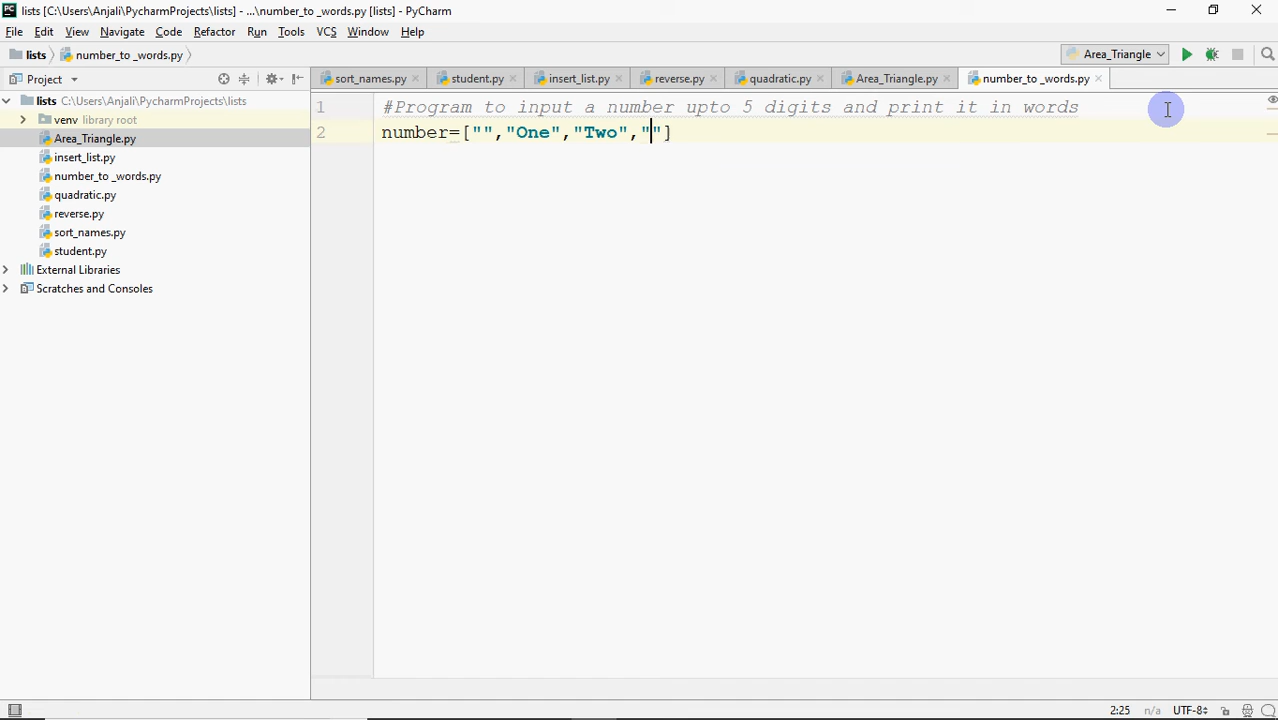 lists [C:\Users\Anjali\PycharmProjects\lists] - ...\number_to _words.py [lists] - PyCharm
File Edit View Navigate Code Refactor Run Tools VCS Window Help
lists number_to _words.py Area_Triangle
Project sort_names.py student.py insert_list.py reverse.py quadratic.py Area_Triangle.py number_to _words.py
lists C:\Users\Anjali\PycharmProjects\lists
venv library root
Area_Triangle.py
insert_list.py
number_to _words.py
quadratic.py
reverse.py
sort_names.py
student.py
External Libraries
Scratches and Consoles
1 #Program to input a number upto 5 digits and print it in words
2 number=["","One","Two",""]
2:25 n/a UTF-8